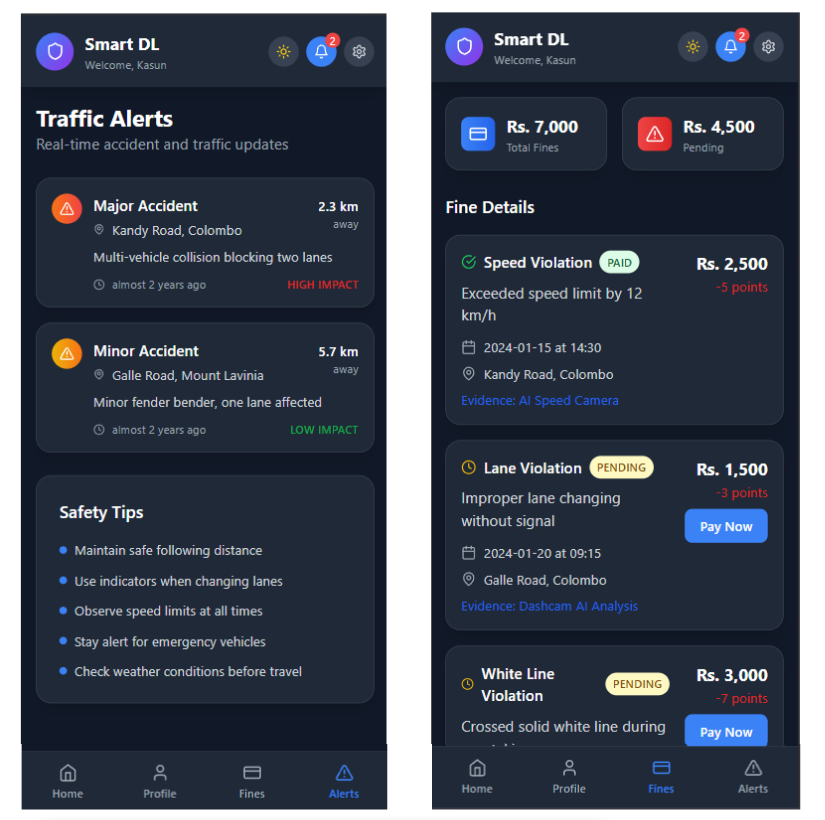 Smart DL
Welcome, Kasun
2
Traffic Alerts
Real-time accident and traffic updates
Major Accident
2.3 km
Kandy Road, Colombo
away
Multi-vehicle collision blocking two lanes
almost 2 years ago
HIGH IMPACT
Minor Accident
5.7 km
Galle Road, Mount Lavinia
away
Minor fender bender, one lane affected
almost 2 years ago
LOW IMPACT
Safety Tips
Maintain safe following distance
Use indicators when changing lanes
Observe speed limits at all times
Stay alert for emergency vehicles
Check weather conditions before travel
Home
Profile
Fines
Alerts
Smart DL
Welcome, Kasun
2
Rs. 7,000
Total Fines
Rs. 4,500
Pending
Fine Details
Speed Violation
PAID
Rs. 2,500
-5 points
Exceeded speed limit by 12
km/h
2024-01-15 at 14:30
Kandy Road, Colombo
Evidence: AI Speed Camera
Lane Violation
PENDING
Rs. 1,500
-3 points
Improper lane changing
without signal
Pay Now
2024-01-20 at 09:15
Galle Road, Colombo
Evidence: Dashcam AI Analysis
White Line
Violation
PENDING
Rs. 3,000
-7 points
Crossed solid white line during
Pay Now
Home
Profile
Fines
Alerts